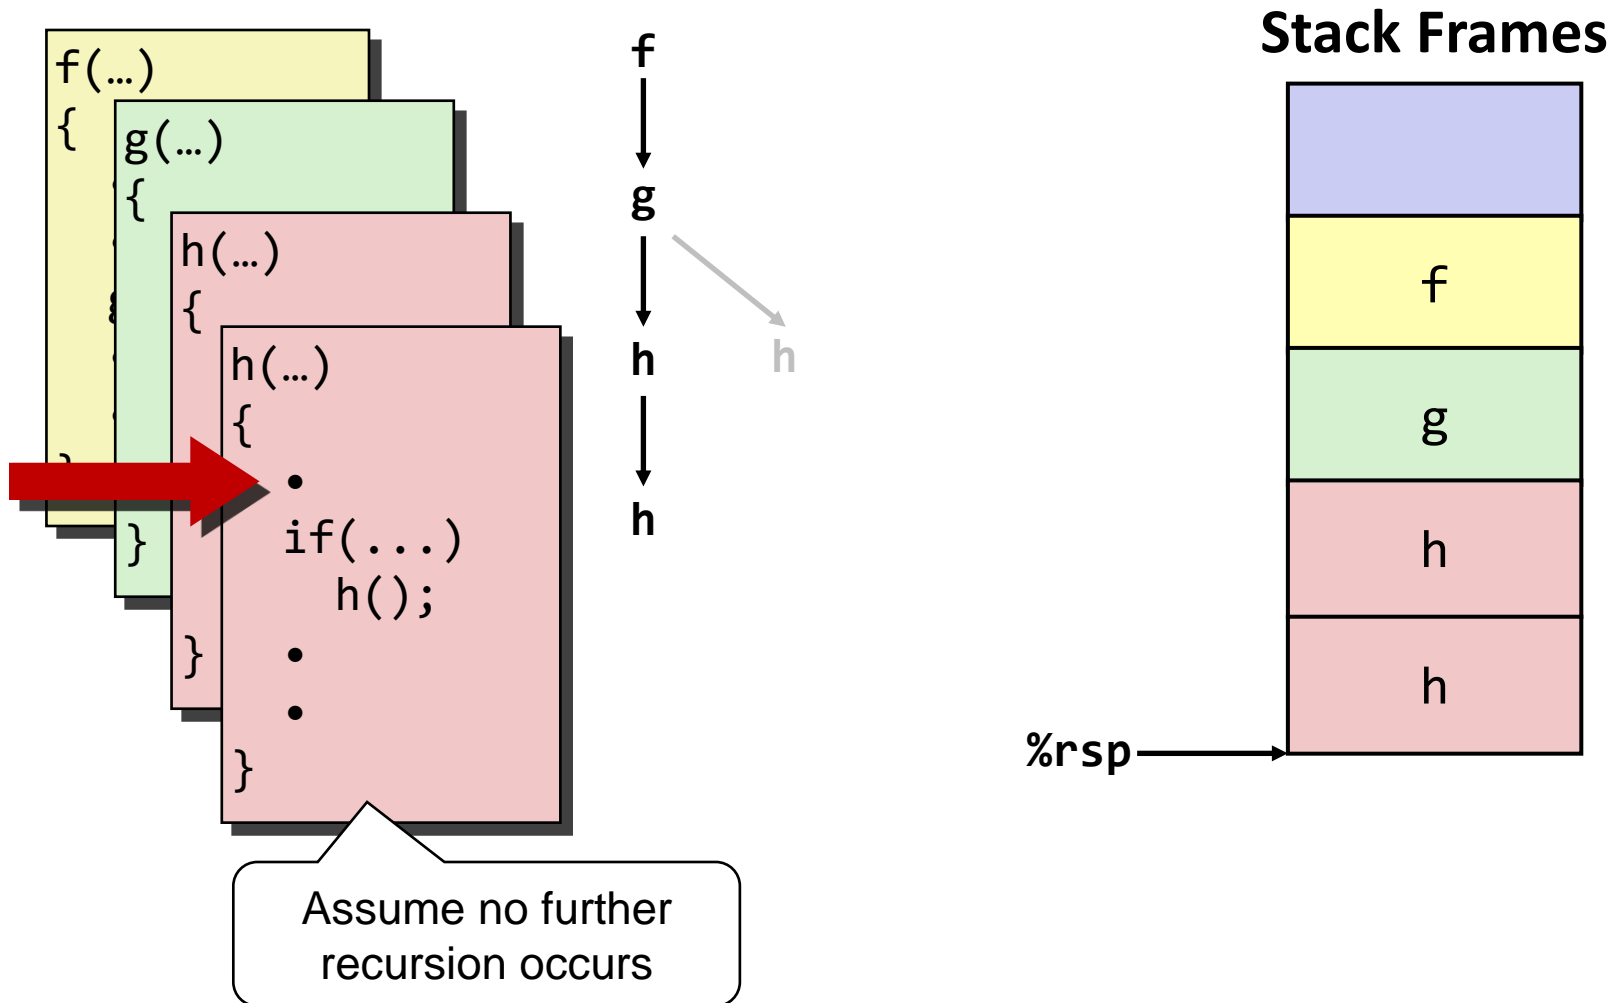 f(…)
{
}
g(…)
{
}
h(…)
{
}
h(…)
{
•
if(...)
h();
•
•
}
Assume no further
recursion occurs
f
g
h
h
h
Stack Frames
f
g
h
h
%rsp